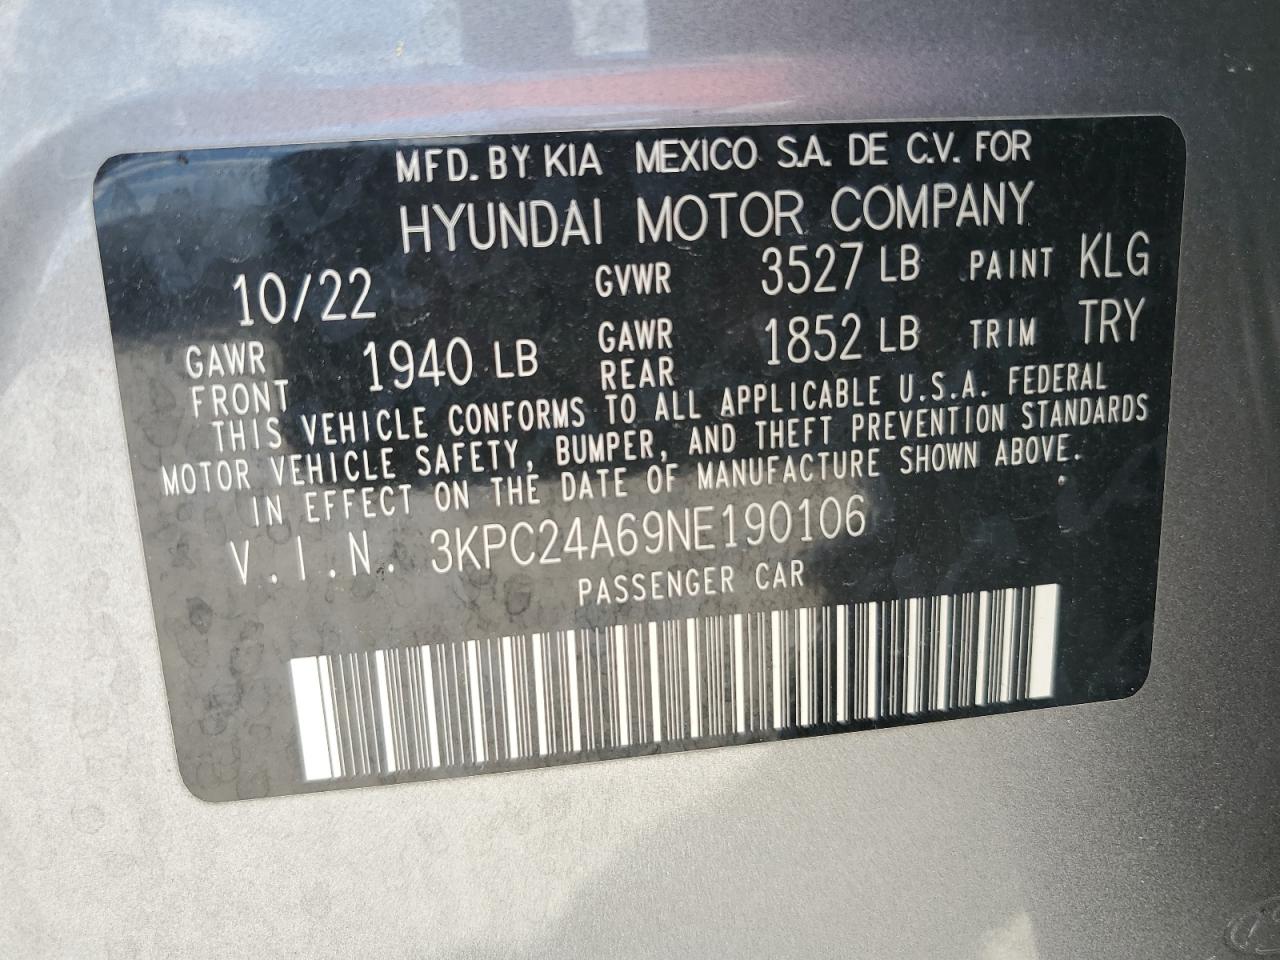 MFD. BY KIA MEXICO S.A. DE C.V. FOR
HYUNDAI MOTOR COMPANY
10/22 GVWR 3527 LB PAINT KLG
GAWR FRONT 1940 LB GAWR REAR 1852 LB TRIM TRY
THIS VEHICLE CONFORMS TO ALL APPLICABLE U.S.A. FEDERAL
MOTOR VEHICLE SAFETY, BUMPER, AND THEFT PREVENTION STANDARDS
IN EFFECT ON THE DATE OF MANUFACTURE SHOWN ABOVE.
V.I.N. 3KPC24A69NE190106
PASSENGER CAR